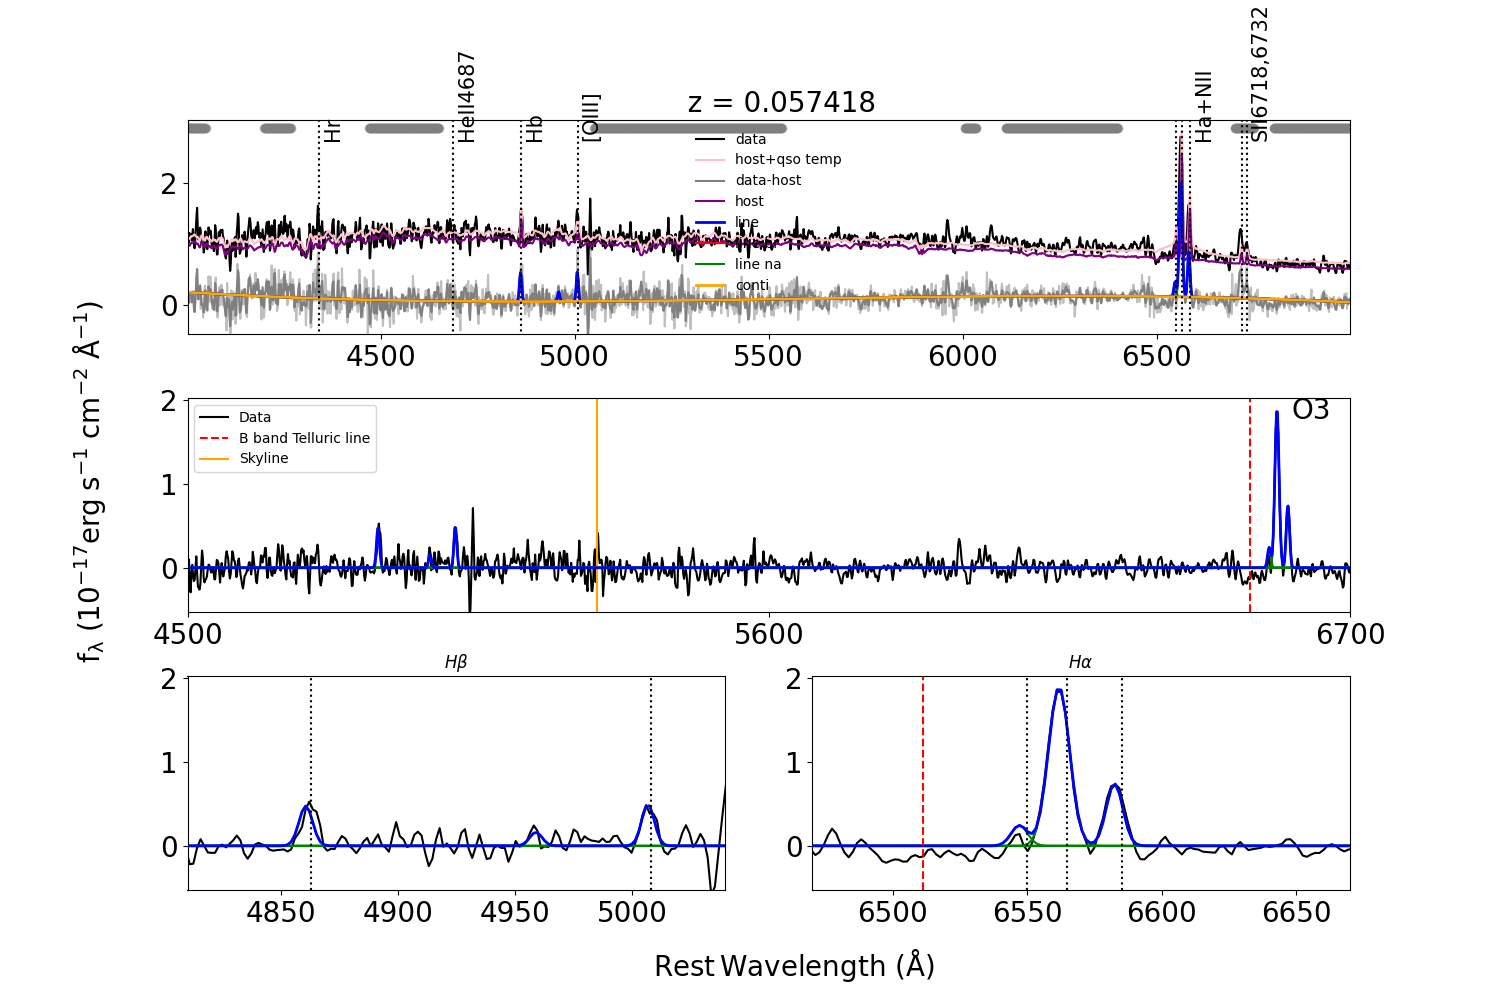 z = 0.057418
Hr
HeII4687
Hb
[OIII]
Ha+NII
SII6718,6732
data
host+qso temp
data-host
host
line
line na
conti
2
0
4500 5000 5500 6000 6500
f_λ (10⁻¹⁷erg s⁻¹ cm⁻² Å⁻¹)
Data
B band Telluric line
Skyline
O3
2
1
0
4500 5600 6700
Hβ
2
1
0
4850 4900 4950 5000
Hα
2
1
0
6500 6550 6600 6650
Rest Wavelength (Å)